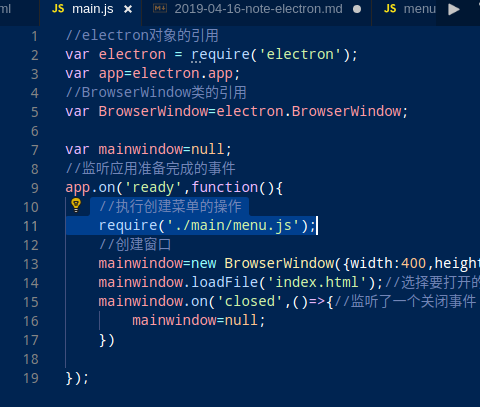 ml JS main.js × 2019-04-16-note-electron.md JS menu
1 //electron对象的引用
2 var electron = require('electron');
3 var app=electron.app;
4 //BrowserWindow类的引用
5 var BrowserWindow=electron.BrowserWindow;
6
7 var mainwindow=null;
8 //监听应用准备完成的事件
9 app.on('ready',function(){
10 //执行创建菜单的操作
11 require('./main/menu.js');
12 //创建窗口
13 mainwindow=new BrowserWindow({width:400,height
14 mainwindow.loadFile('index.html');//选择要打开的
15 mainwindow.on('closed',()=>{//监听了一个关闭事件
16 mainwindow=null;
17 })
18
19 });